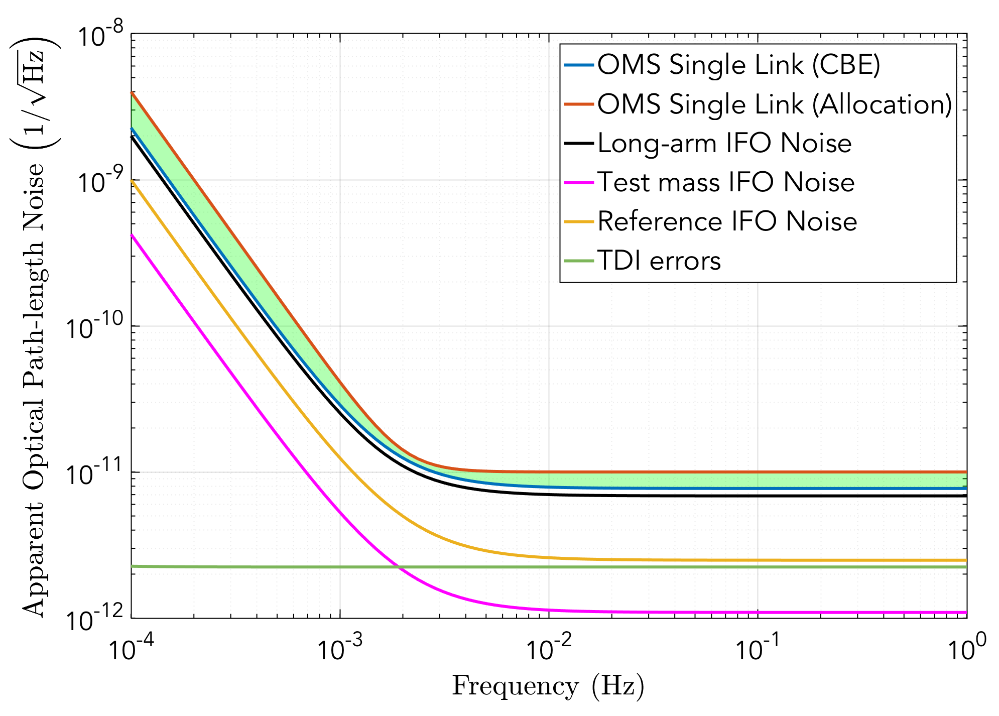 Apparent Optical Path-length Noise (1/√Hz)
10^-8
10^-9
10^-10
10^-11
10^-12
OMS Single Link (CBE)
OMS Single Link (Allocation)
Long-arm IFO Noise
Test mass IFO Noise
Reference IFO Noise
TDI errors
10^-4 10^-3 10^-2 10^-1 10^0
Frequency (Hz)